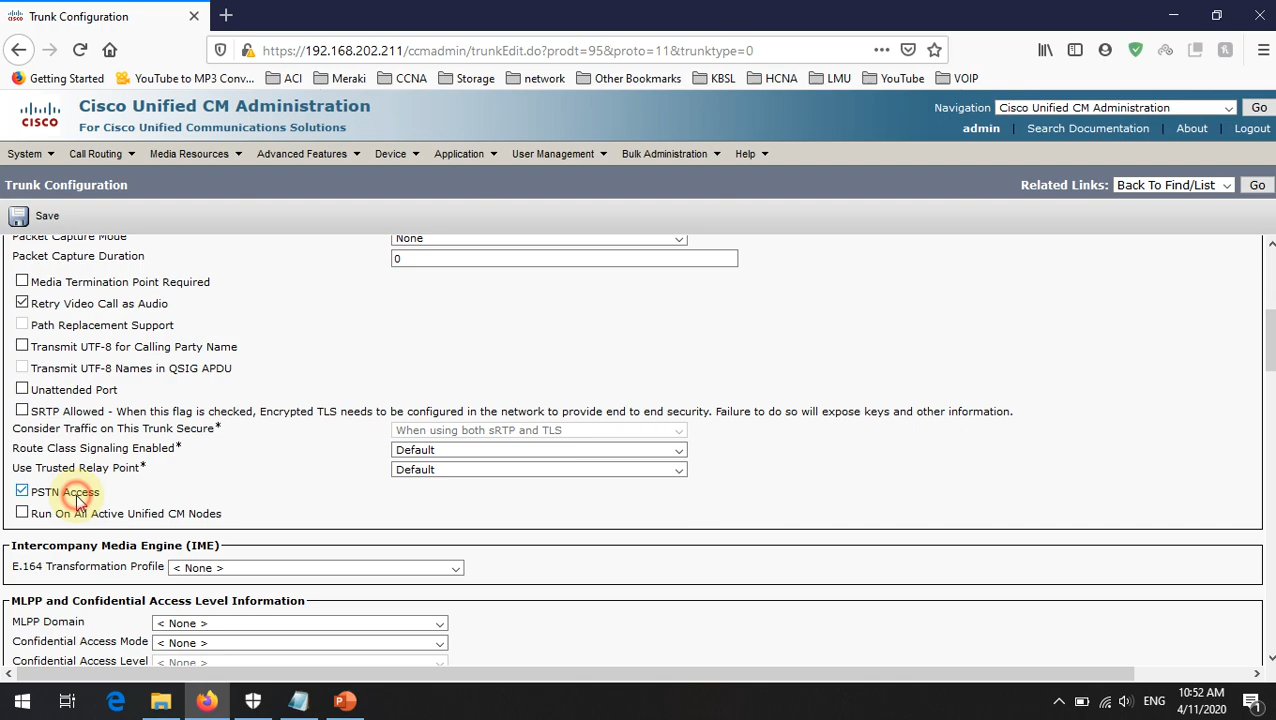 Trunk Configuration
https://192.168.202.211/ccmadmin/trunkEdit.do?prodt=95&proto=11&trunktype=0
Getting Started
YouTube to MP3 Conv...
ACI
Meraki
CCNA
Storage
network
Other Bookmarks
KBSL
HCNA
LMU
YouTube
VOIP
Cisco Unified CM Administration
For Cisco Unified Communications Solutions
CISCO
Navigation Cisco Unified CM Administration Go
admin | Search Documentation | About | Logout
System Call Routing Media Resources Advanced Features Device Application User Management Bulk Administration Help
Trunk Configuration
Related Links: Back To Find/List Go
Save
Packet Capture Mode None
Packet Capture Duration 0
Media Termination Point Required
Retry Video Call as Audio
Path Replacement Support
Transmit UTF-8 for Calling Party Name
Transmit UTF-8 Names in QSIG APDU
Unattended Port
SRTP Allowed - When this flag is checked, Encrypted TLS needs to be configured in the network to provide end to end security. Failure to do so will expose keys and other information.
Consider Traffic on This Trunk Secure* When using both sRTP and TLS
Route Class Signaling Enabled* Default
Use Trusted Relay Point* Default
PSTN Access
Run On All Active Unified CM Nodes
Intercompany Media Engine (IME)
E.164 Transformation Profile < None >
MLPP and Confidential Access Level Information
MLPP Domain < None >
Confidential Access Mode < None >
Confidential Access Level < None >
ENG
10:52 AM
4/11/2020
1